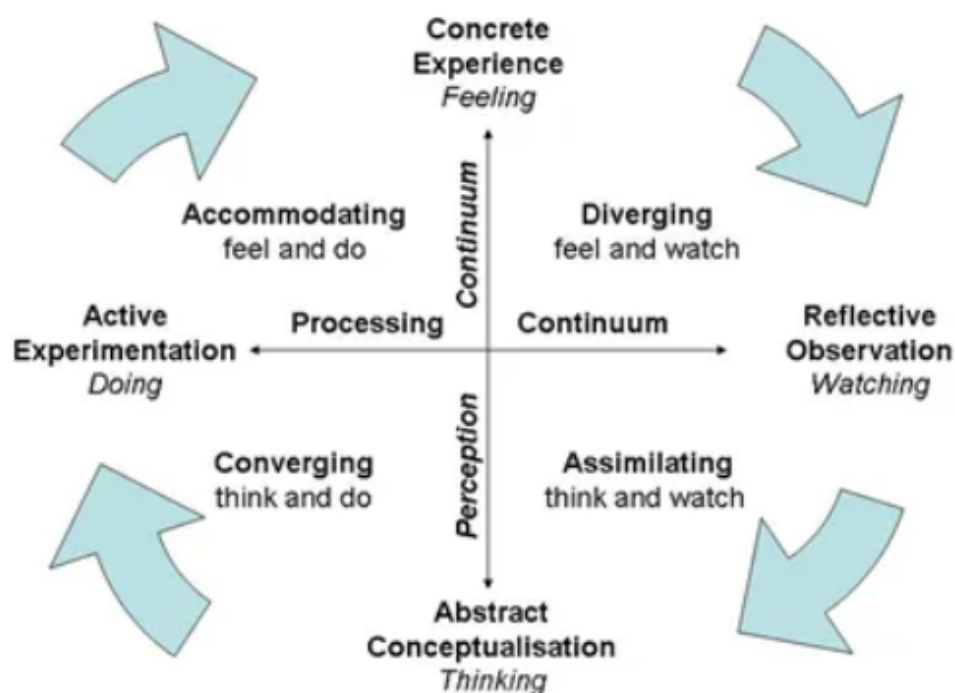 Concrete
Experience
Feeling
Accommodating
feel and do
Continuum
Diverging
feel and watch
Active
Experimentation
Doing
Processing
Continuum
Reflective
Observation
Watching
Converging
think and do
Perception
Assimilating
think and watch
Abstract
Conceptualisation
Thinking